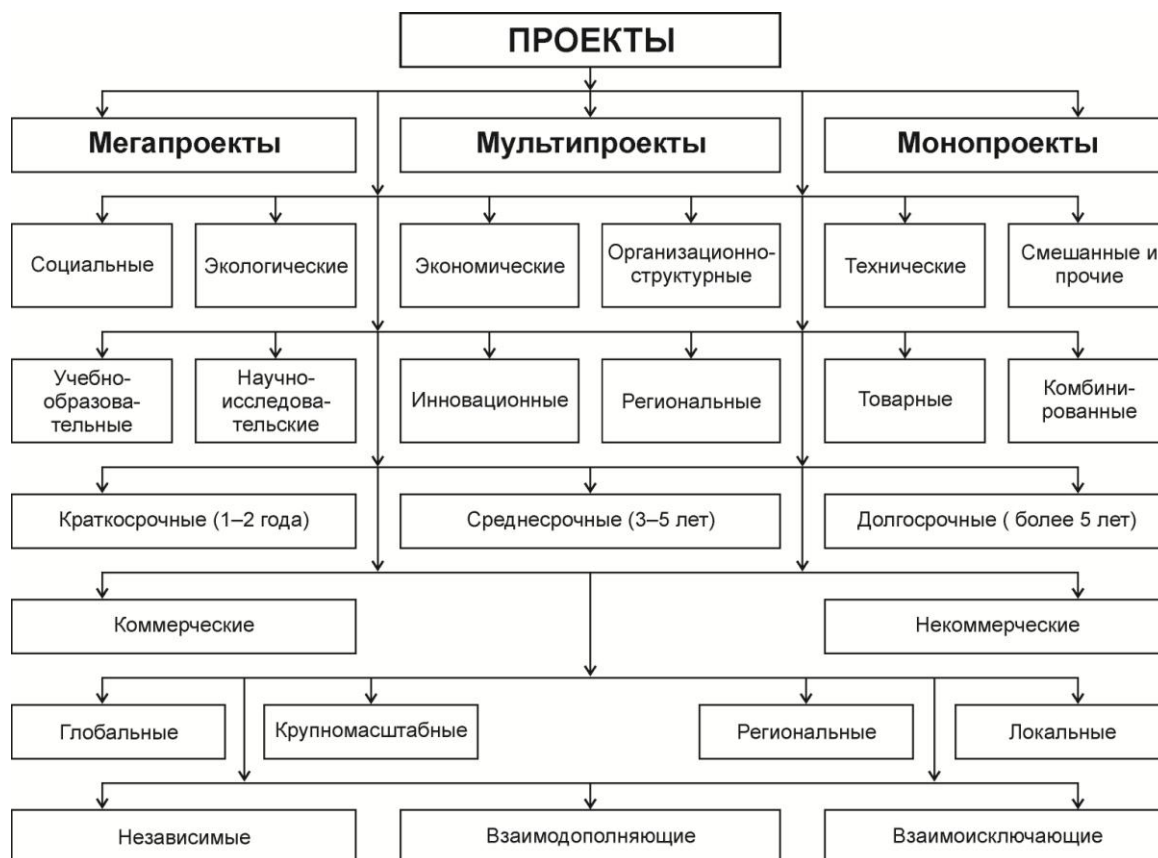 ПРОЕКТЫ
Мегапроекты
Мультипроекты
Монопроекты
Социальные
Экологические
Экономические
Организационно-
структурные
Технические
Смешанные и
прочие
Учебно-
образова-
тельные
Научно-
исследова-
тельские
Инновационные
Региональные
Товарные
Комбини-
рованные
Краткосрочные (1–2 года)
Среднесрочные (3–5 лет)
Долгосрочные ( более 5 лет)
Коммерческие
Некоммерческие
Глобальные
Крупномасштабные
Региональные
Локальные
Независимые
Взаимодополняющие
Взаимоисключающие